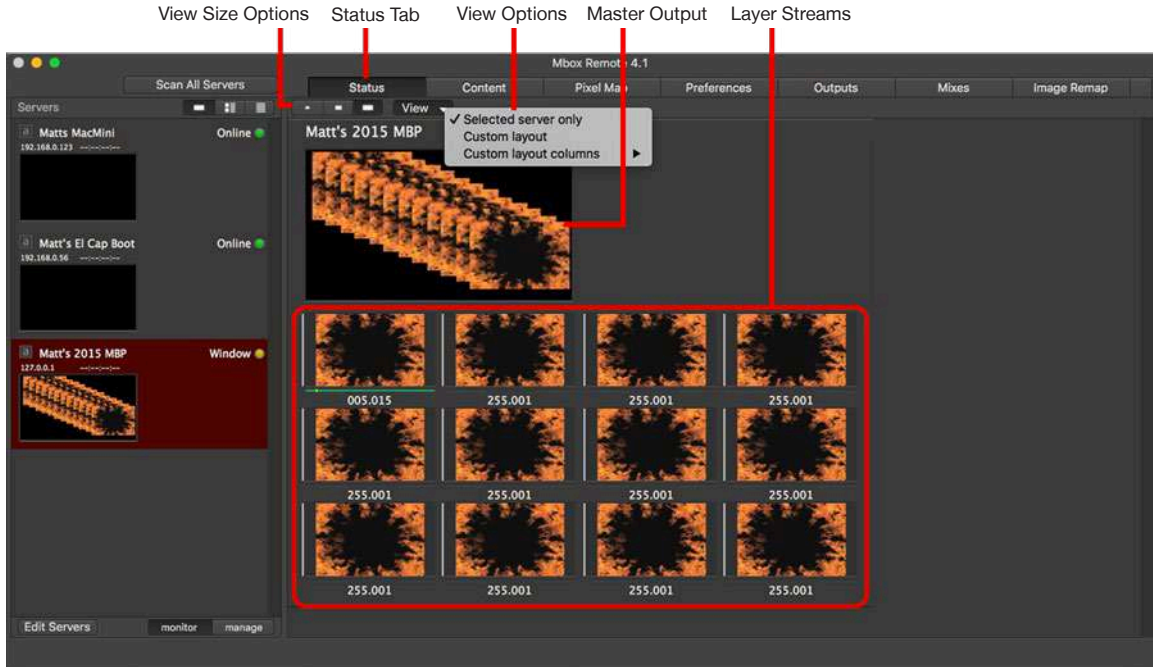 View Size Options Status Tab View Options Master Output Layer Streams
Mbox Remote 4.1
Scan All Servers Status Content Pixel Map Preferences Outputs Mixes Image Remap
Servers View
Matts MacMini Online
192.168.0.123 --:--:--:--
Matt's 2015 MBP
Selected server only
Custom layout
Custom layout columns
Matt's El Cap Boot Online
192.168.0.56 --:--:--:--
Matt's 2015 MBP Window
127.0.0.1 --:--:--:--
005.015 255.001 255.001 255.001
255.001 255.001 255.001 255.001
255.001 255.001 255.001 255.001
Edit Servers monitor manage